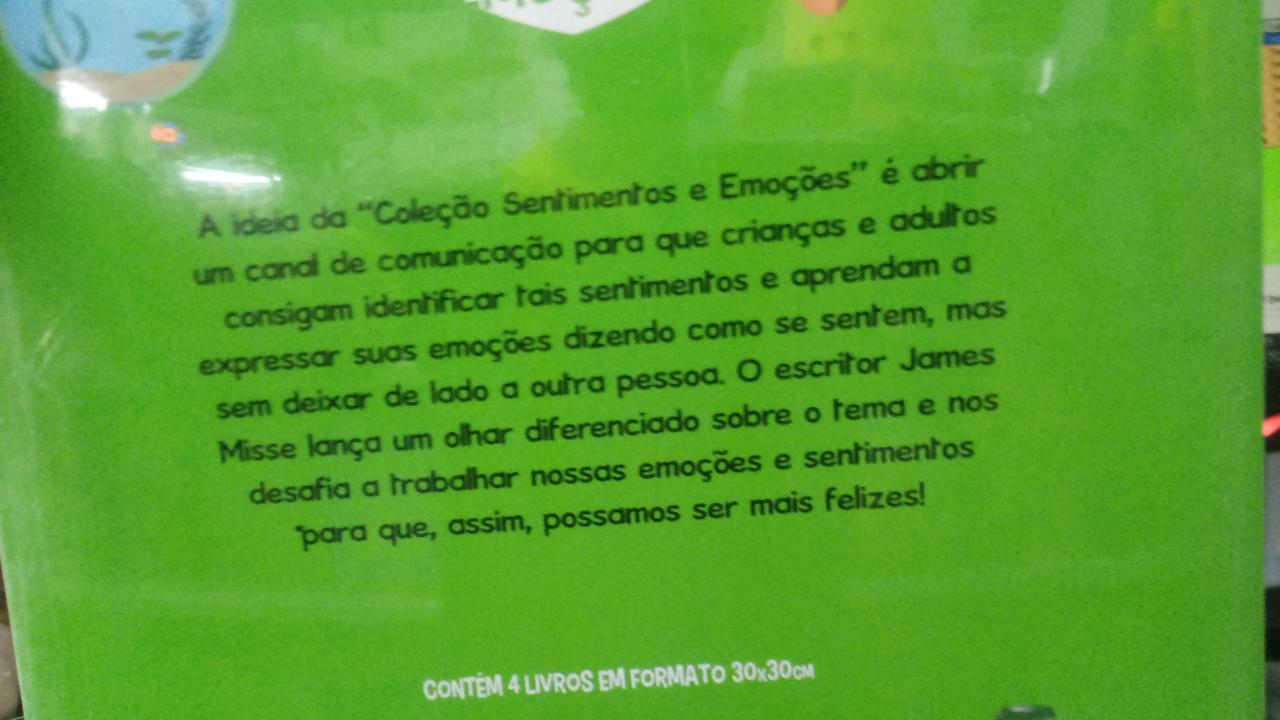 A ideia da “Coleção Sentimentos e Emoções” é abrir
um canal de comunicação para que crianças e adultos
consigam identificar tais sentimentos e aprendam a
expressar suas emoções dizendo como se sentem, mas
sem deixar de lado a outra pessoa. O escritor James
Misse lança um olhar diferenciado sobre o tema e nos
desafia a trabalhar nossas emoções e sentimentos
para que, assim, possamos ser mais felizes!
CONTÉM 4 LIVROS EM FORMATO 30x30CM